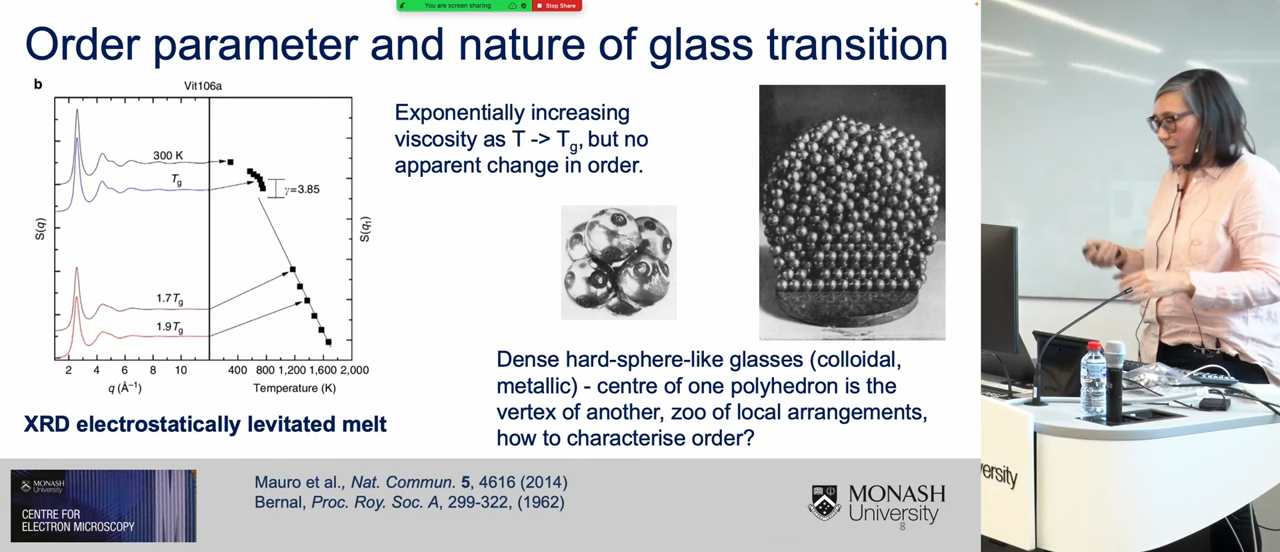 You are screen sharing
Stop Share
Order parameter and nature of glass transition
b
Vit106a
300 K
Tg
γ=3.85
1.7Tg
1.9Tg
S(q)
S(q1)
2 4 6 8 10
400 800 1,200 1,600 2,000
q (Å⁻¹)
Temperature (K)
XRD electrostatically levitated melt
Exponentially increasing
viscosity as T -> Tg, but no
apparent change in order.
Dense hard-sphere-like glasses (colloidal,
metallic) - centre of one polyhedron is the
vertex of another, zoo of local arrangements,
how to characterise order?
MONASH
University
CENTRE FOR
ELECTRON MICROSCOPY
Mauro et al., Nat. Commun. 5, 4616 (2014)
Bernal, Proc. Roy. Soc. A, 299-322, (1962)
MONASH
University
8
ersity